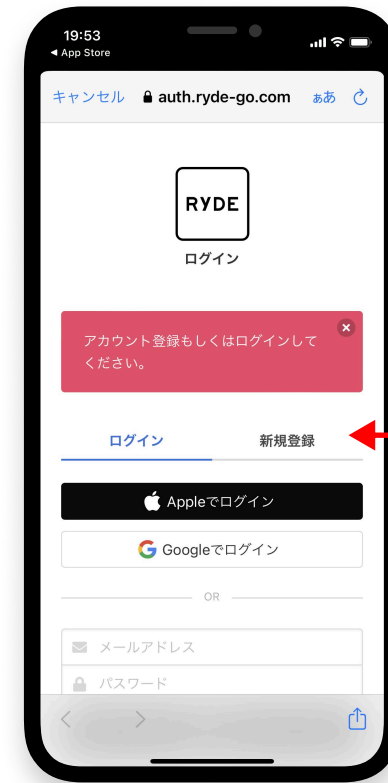 19:53
◀ App Store
キャンセル auth.ryde-go.com ぁあ
RYDE
ログイン
アカウント登録もしくはログインして
ください。
ログイン 新規登録
Appleでログイン
Googleでログイン
OR
メールアドレス
パスワード